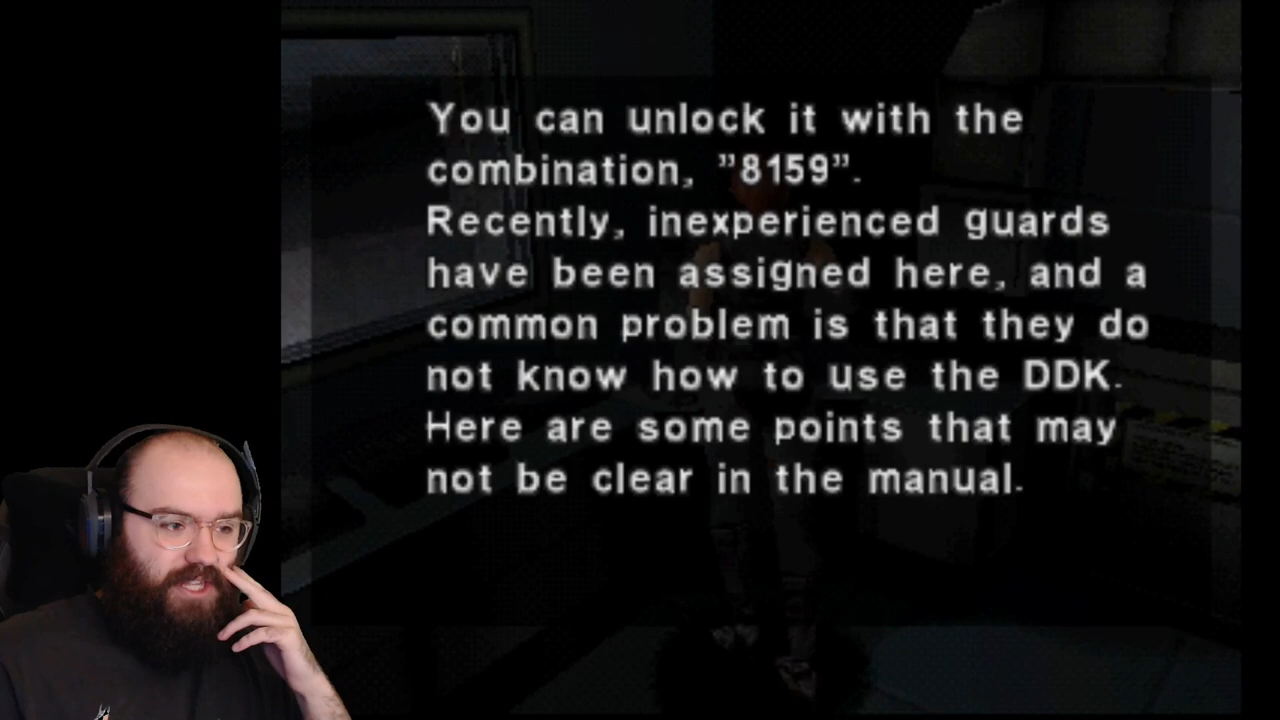 You can unlock it with the
combination, ”8159”.
Recently, inexperienced guards
have been assigned here, and a
common problem is that they do
not know how to use the DDK.
Here are some points that may
not be clear in the manual.